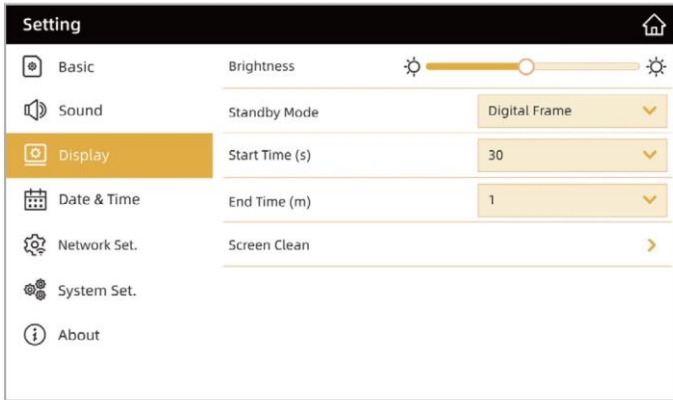 Setting
Basic
Brightness
Sound
Standby Mode
Digital Frame
Display
Start Time (s)
30
Date & Time
End Time (m)
1
Network Set.
Screen Clean
System Set.
About